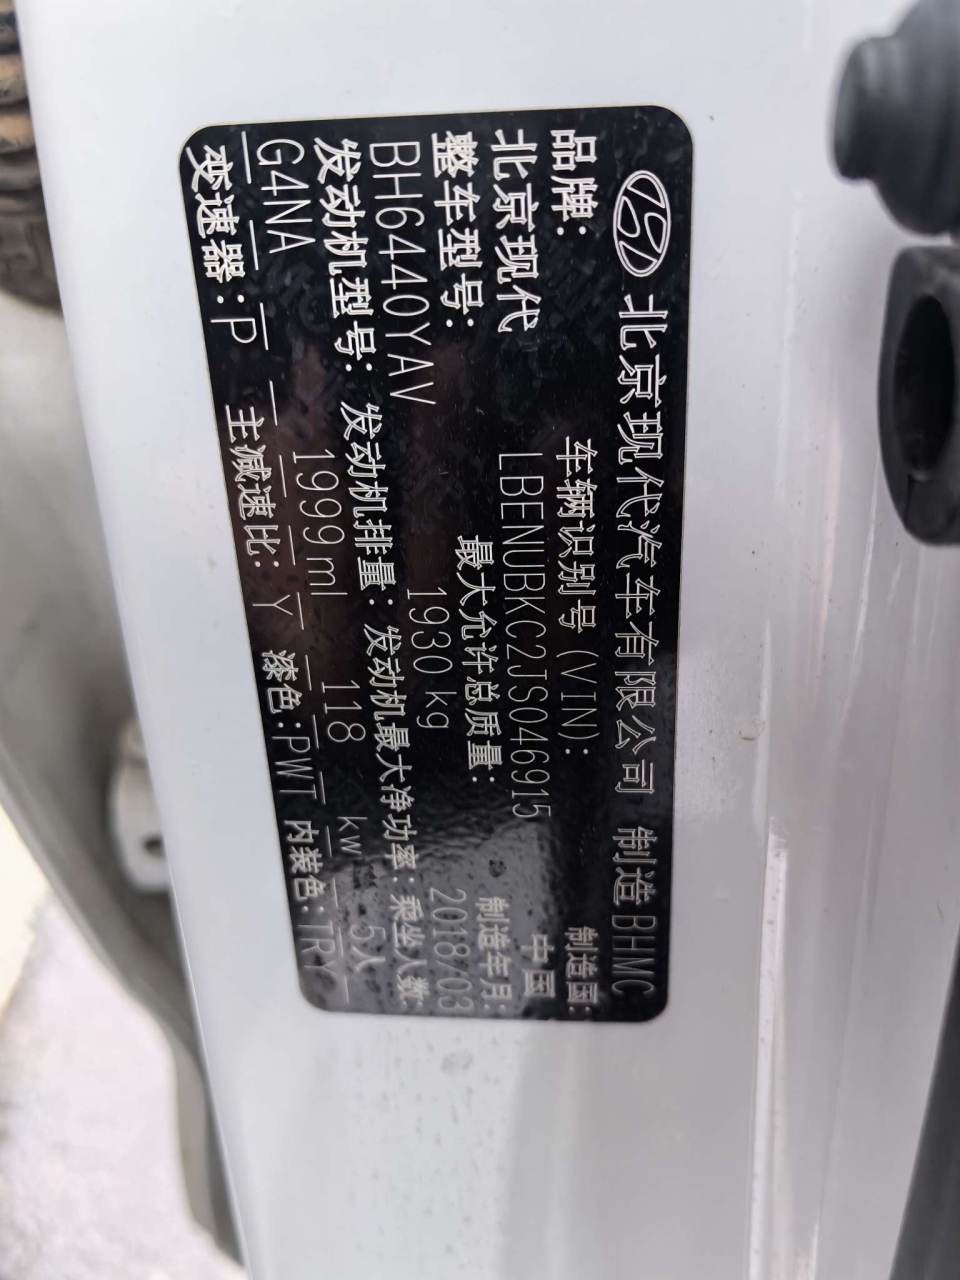 北京现代汽车有限公司 制造 BHMC
品牌: 车辆识别号 (VIN): 制造国:
北京现代 LBENUBKC2JS046915 中国
整车型号: 最大允许总质量: 制造年月:
BH6440YAV 1930 kg 2018/03
发动机型号: 发动机排量: 发动机最大净功率: 乘坐人数:
G4NA 1999ml 118 kw 5人
变速器:P 主减速比: Y 漆色:PWT 内装色:TRY